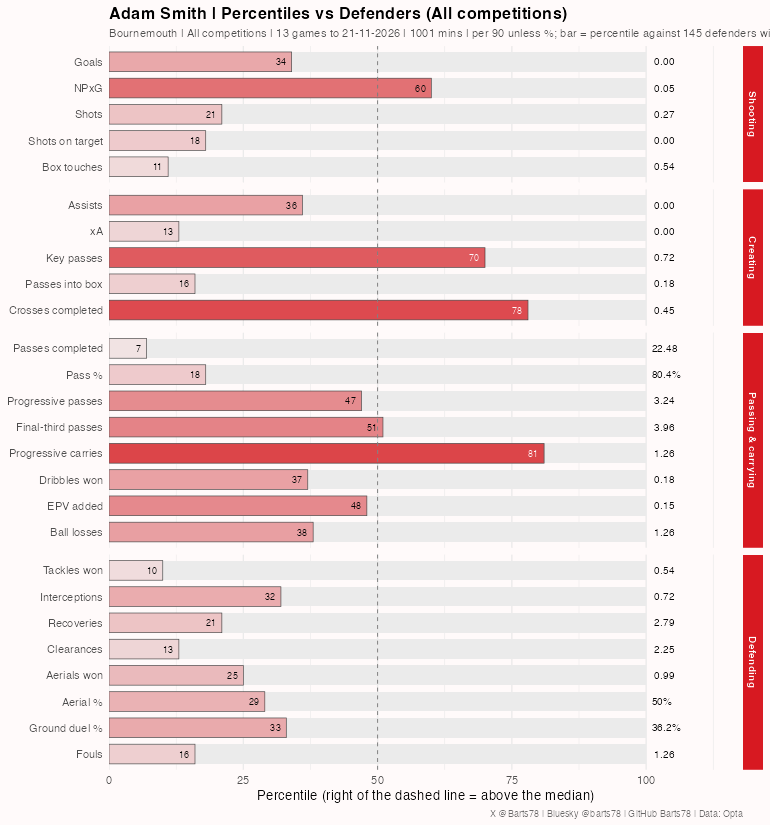 Adam Smith | Percentiles vs Defenders (All competitions)
Bournemouth | All competitions | 13 games to 21-11-2026 | 1001 mins | per 90 unless %; bar = percentile against 145 defenders wi
Goals 34 0.00
NPxG 60 0.05
Shots 21 0.27
Shots on target 18 0.00
Box touches 11 0.54
Shooting
Assists 36 0.00
xA 13 0.00
Key passes 70 0.72
Passes into box 16 0.18
Crosses completed 78 0.45
Creating
Passes completed 7 22.48
Pass % 18 80.4%
Progressive passes 47 3.24
Final-third passes 51 3.96
Progressive carries 81 1.26
Dribbles won 37 0.18
EPV added 48 0.15
Ball losses 38 1.26
Passing & carrying
Tackles won 10 0.54
Interceptions 32 0.72
Recoveries 21 2.79
Clearances 13 2.25
Aerials won 25 0.99
Aerial % 29 50%
Ground duel % 33 36.2%
Fouls 16 1.26
Defending
0 25 50 75 100
Percentile (right of the dashed line = above the median)
X @Barts78 | Bluesky @barts78 | GitHub Barts78 | Data: Opta